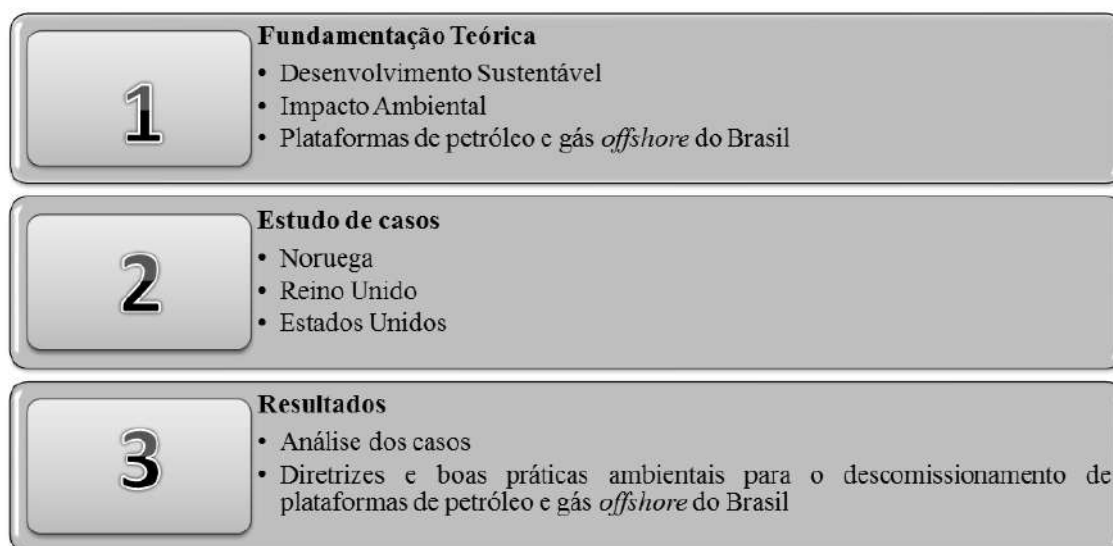 1
Fundamentação Teórica
• Desenvolvimento Sustentável
• Impacto Ambiental
• Plataformas de petróleo e gás offshore do Brasil
2
Estudo de casos
• Noruega
• Reino Unido
• Estados Unidos
3
Resultados
• Análise dos casos
• Diretrizes e boas práticas ambientais para o descomissionamento de
plataformas de petróleo e gás offshore do Brasil